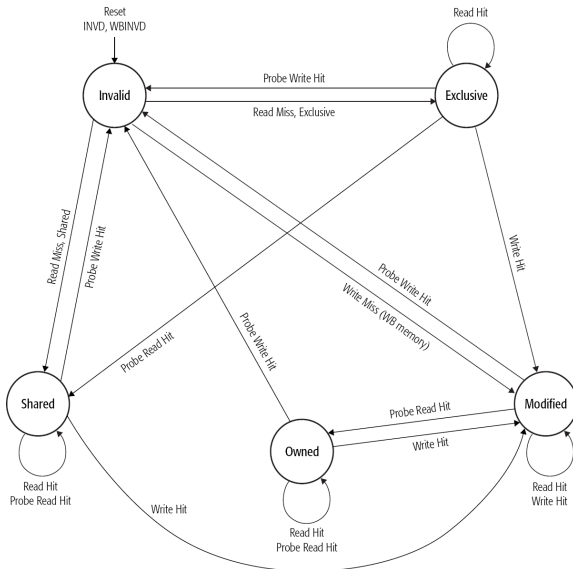 Reset
INVD, WBINVD
Read Hit
Invalid
Probe Write Hit
Exclusive
Read Miss, Exclusive
Read Miss, Shared
Probe Write Hit
Probe Write Hit
Write Hit
Write Miss (WB memory)
Probe Write Hit
Probe Read Hit
Shared
Probe Read Hit
Modified
Owned
Write Hit
Read Hit
Probe Read Hit
Write Hit
Read Hit
Probe Read Hit
Read Hit
Write Hit